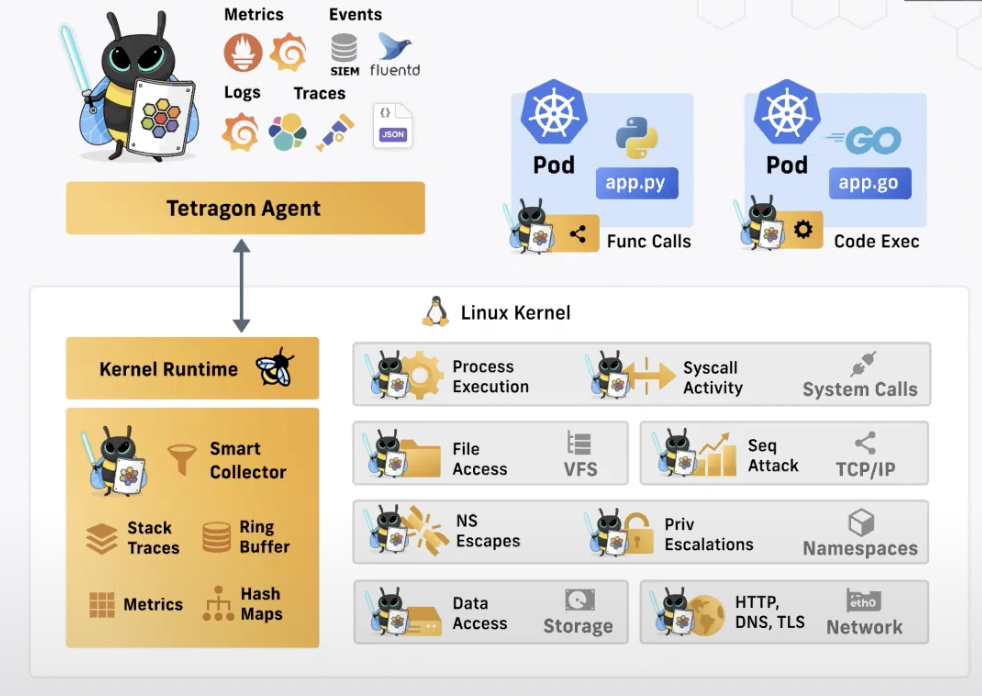 Metrics
Events
SIEM
fluentd
Logs
Traces
{}
JSON
Tetragon Agent
Pod
app.py
Func Calls
Pod
GO
app.go
Code Exec
Linux Kernel
Kernel Runtime
Smart
Collector
Stack
Traces
Ring
Buffer
Metrics
Hash
Maps
Process
Execution
Syscall
Activity
System Calls
File
Access
VFS
Seq
Attack
TCP/IP
NS
Escapes
Priv
Escalations
Namespaces
Data
Access
Storage
HTTP,
DNS, TLS
eth0
Network